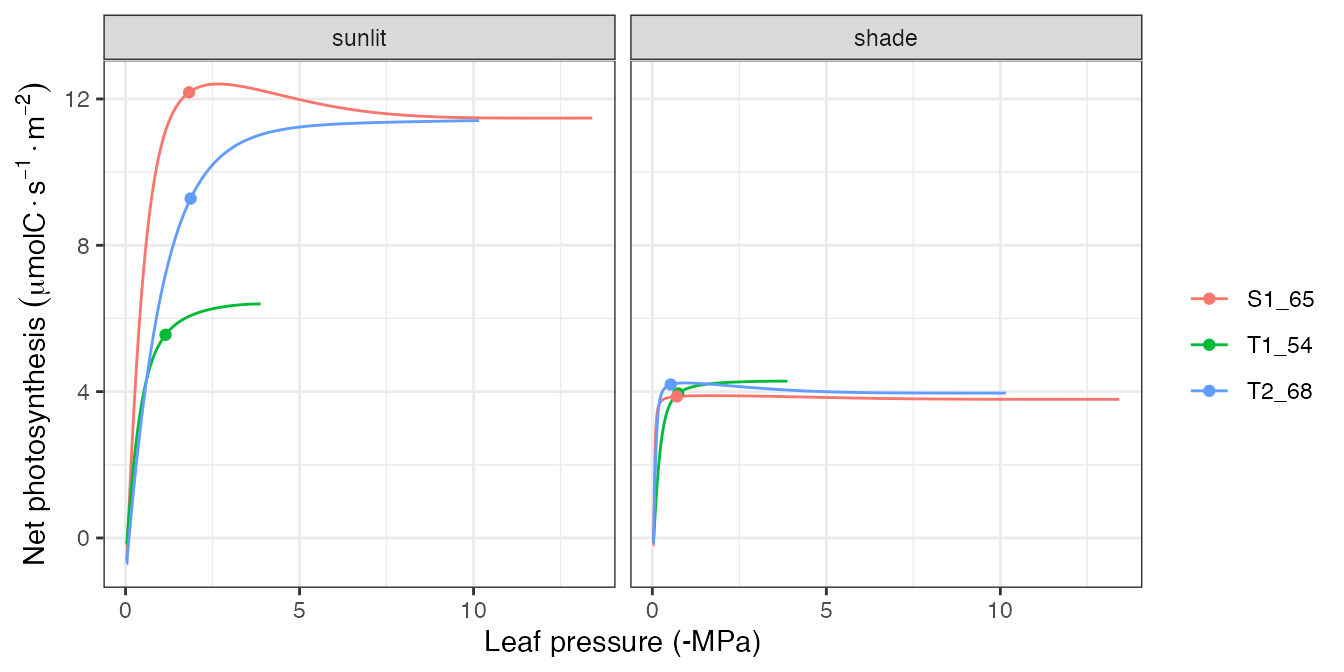 sunlit
shade
Net photosynthesis (μmolC·s⁻¹·m⁻²)
12
8
4
0
0
5
10
0
5
10
Leaf pressure (-MPa)
S1_65
T1_54
T2_68